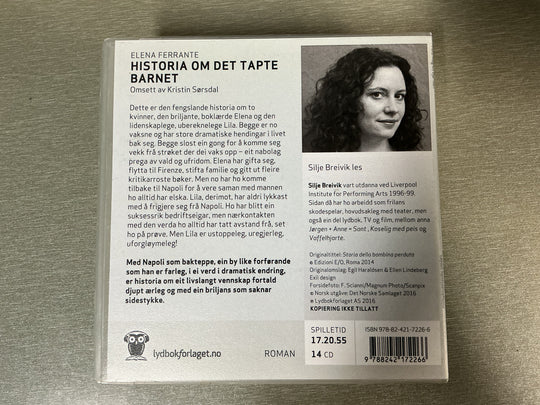 ELENA FERRANTE
HISTORIA OM DET TAPTE
BARNET
Omsett av Kristin Sørsdal
Dette er den fengslande historia om to
kvinner, den briljante, boklærde Elena og den
lidenskaplege, ubereknelege Lila. Begge er no
vaksne og har store dramatiske hendingar i livet
bak seg. Begge slost ein gong for å komme seg
vekk frå strøket der dei vaks opp – eit nabolag
prega av vald og ufridom. Elena har gifta seg,
flytta til Firenze, stifta familie og gitt ut fleire
kritikarroste bøker. Men no har ho komme
tilbake til Napoli for å vere saman med mannen
ho alltid har elska. Lila, derimot, har aldri lykkast
med å frigjere seg frå Napoli. Ho har blitt ein
suksessrik bedriftseigar, men nærkontakten
med den verda ho alltid har tatt avstand frå, set
ho på prøve. Men Lila er ustoppeleg, uregjerleg,
uforgløymeleg!
Med Napoli som bakteppe, ein by like forførande
som han er farleg, i ei verd i dramatisk endring,
er historia om eit livslangt vennskap fortald
djupt ærleg og med ein briljans som saknar
sidestykke.
lydbokforlaget.no
ROMAN
Silje Breivik les
Silje Breivik vart utdanna ved Liverpool
Institute for Performing Arts 1996-99.
Sidan då har ho arbeidd som frilans
skodespelar, hovudsakleg med teater, men
også ein del lydbok, TV og film, mellom anna
Jørgen + Anne = Sant, Koselig med peis og
Vaffelhjarte.
Originaltittel: Storia della bambina perduta
© Edizioni E/O, Roma 2014
Originalomslag: Egil Haraldsen & Ellen Lindeberg
Exil design
Forsidefoto: F. Scianni/Magnum Photo/Scanpix
© Norsk utgåve: Det Norske Samlaget 2016
℗ Lydbokforlaget AS 2016
KOPIERING IKKE TILLATT
SPILLETID
17.20.55
14 CD
ISBN 978-82-421-7226-6
9 788242 172266